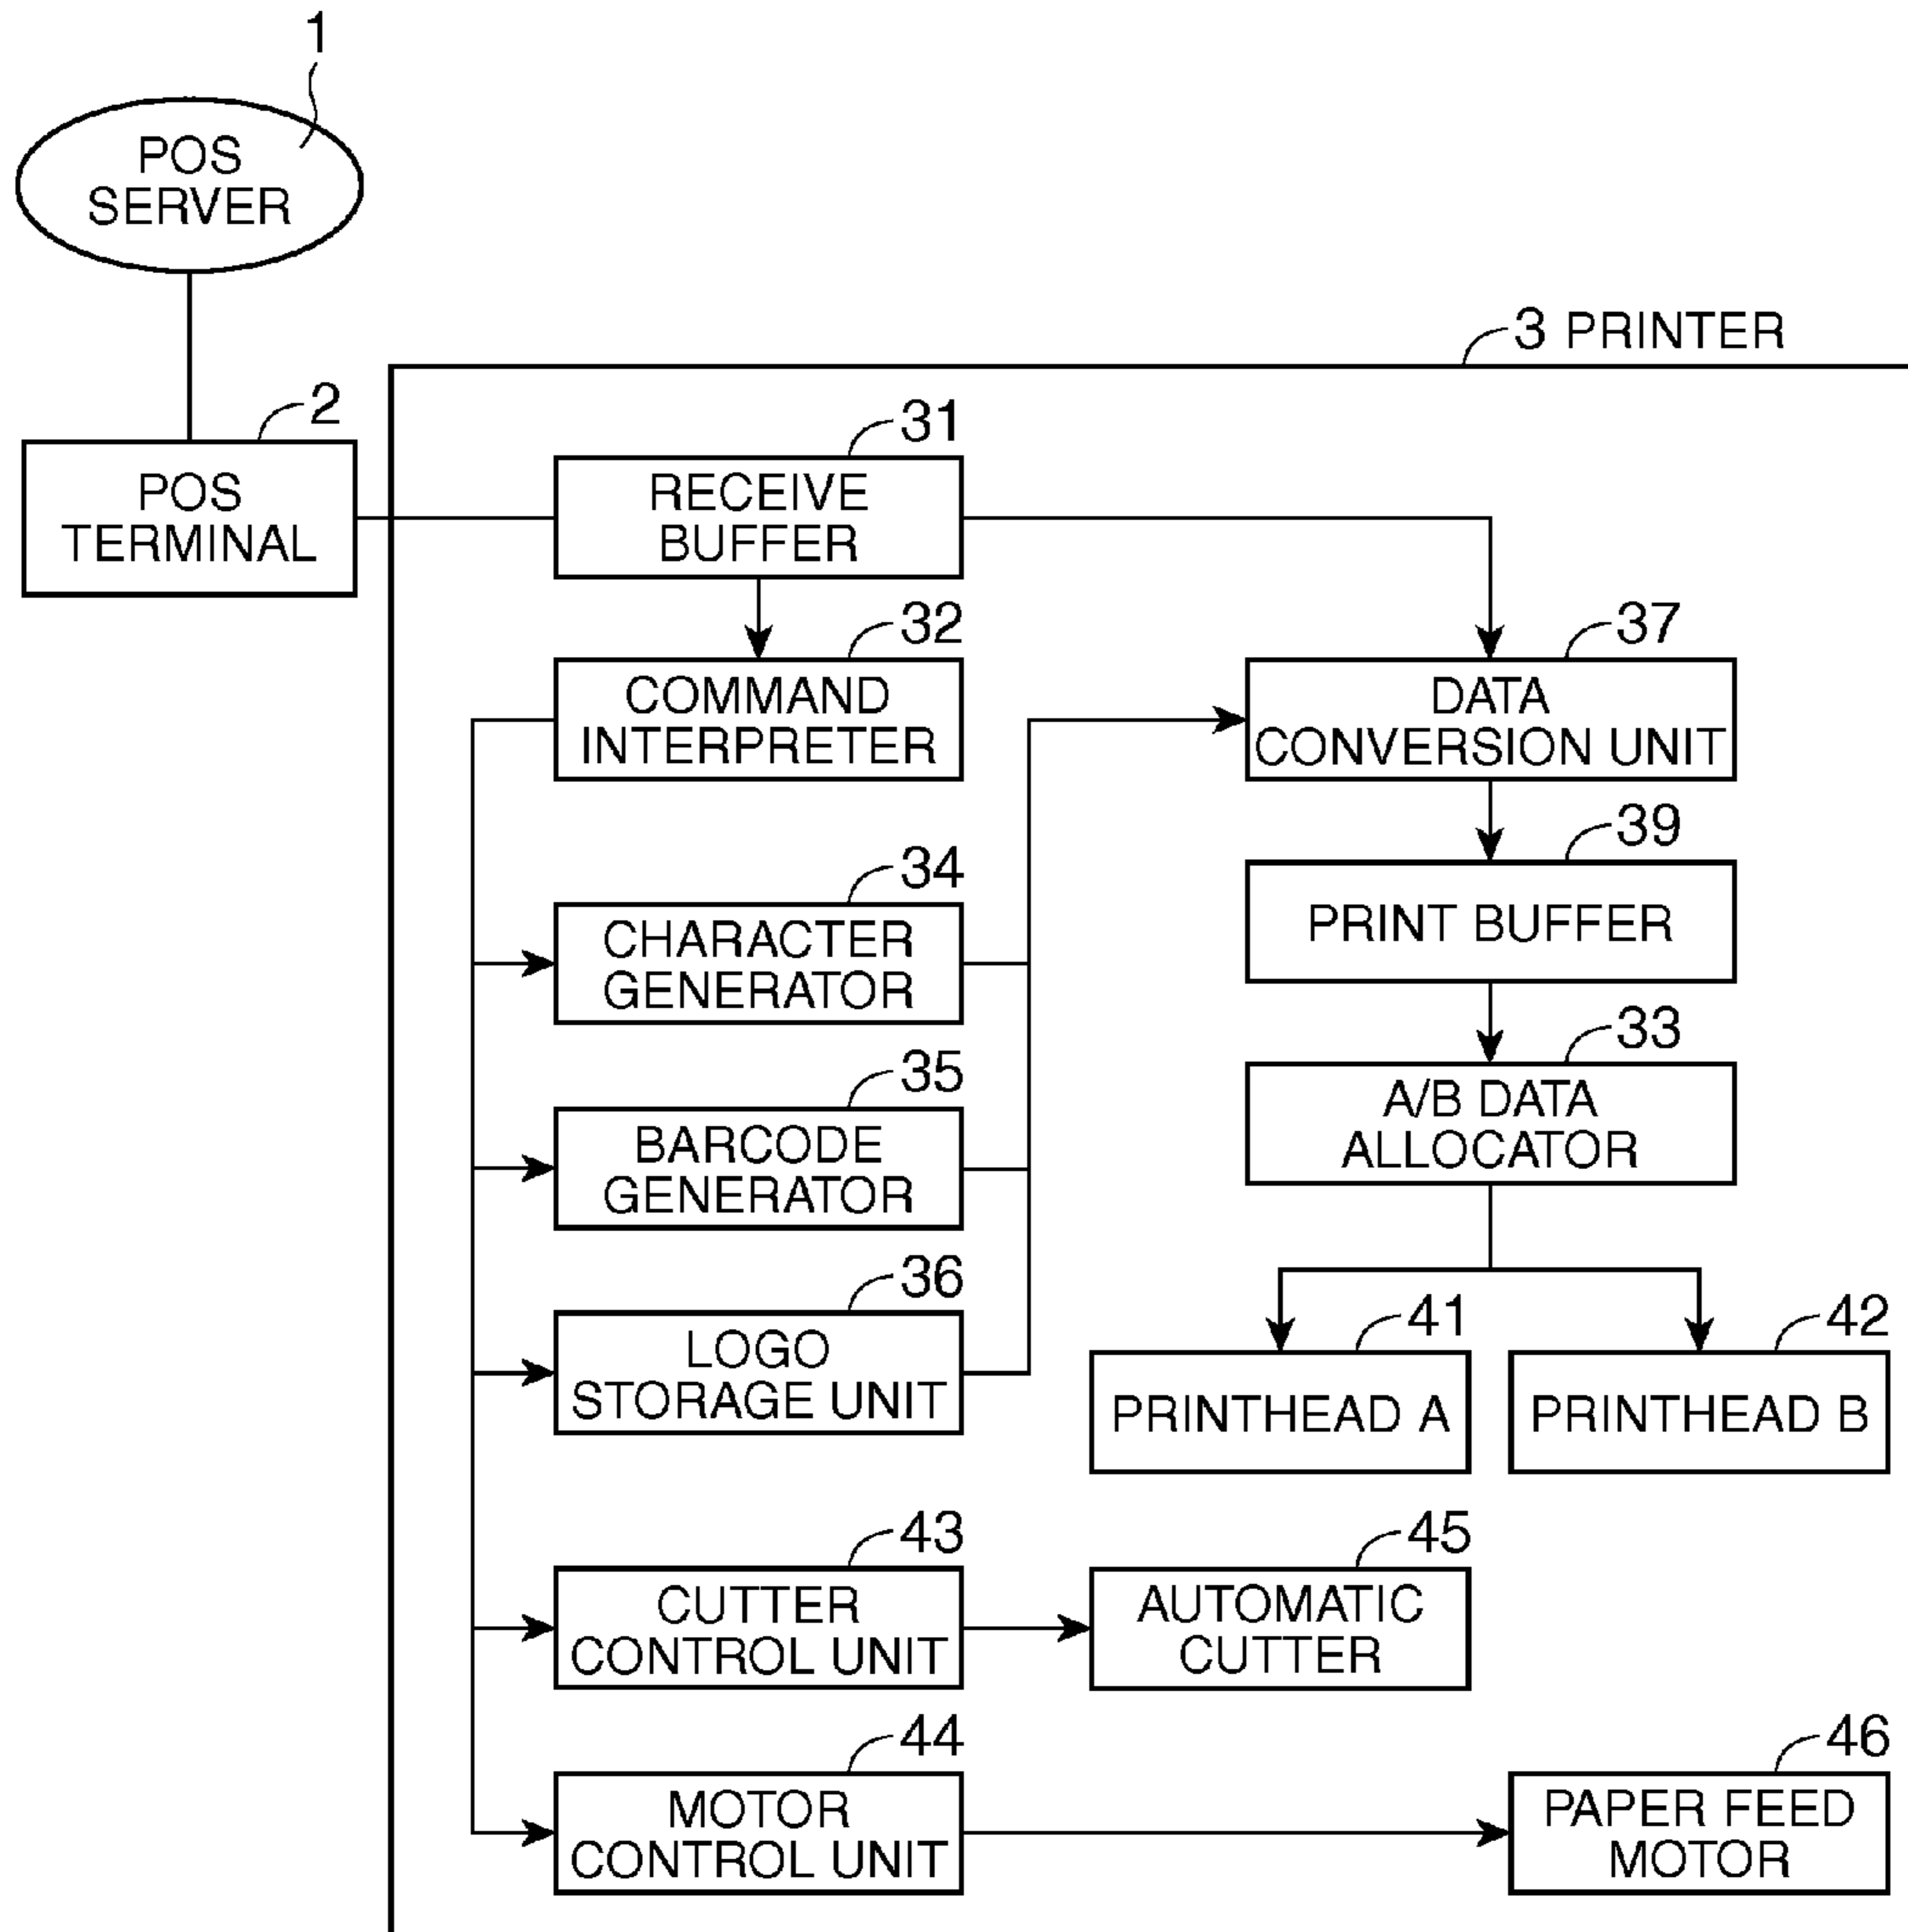 1
POS
SERVER
3 PRINTER
2
POS
TERMINAL
31
RECEIVE
BUFFER
32
COMMAND
INTERPRETER
37
DATA
CONVERSION UNIT
39
PRINT BUFFER
34
CHARACTER
GENERATOR
33
A/B DATA
ALLOCATOR
35
BARCODE
GENERATOR
36
LOGO
STORAGE UNIT
41
PRINTHEAD A
42
PRINTHEAD B
43
CUTTER
CONTROL UNIT
45
AUTOMATIC
CUTTER
44
MOTOR
CONTROL UNIT
46
PAPER FEED
MOTOR